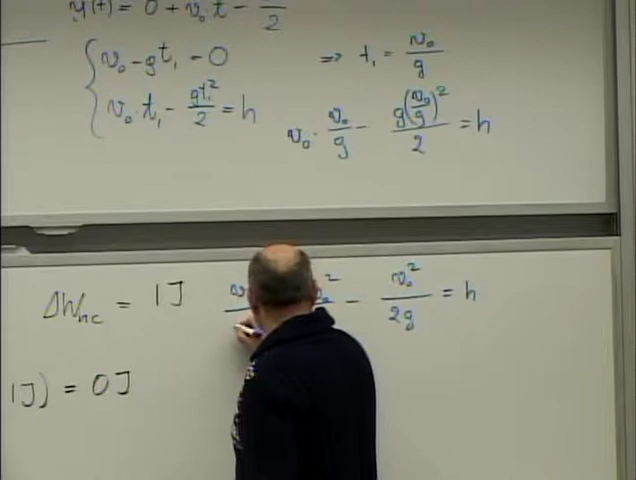 y(t) = 0 + v₀·t − —/2
{ v₀ − gt₁ = 0 ⇒ t₁ = v₀/g
v₀·t₁ − gt₁²/2 = h
v₀ · v₀/g − g(v₀/g)²/2 = h
ΔW_nc = 1J
− v₀²/2g = h
1J) = 0J